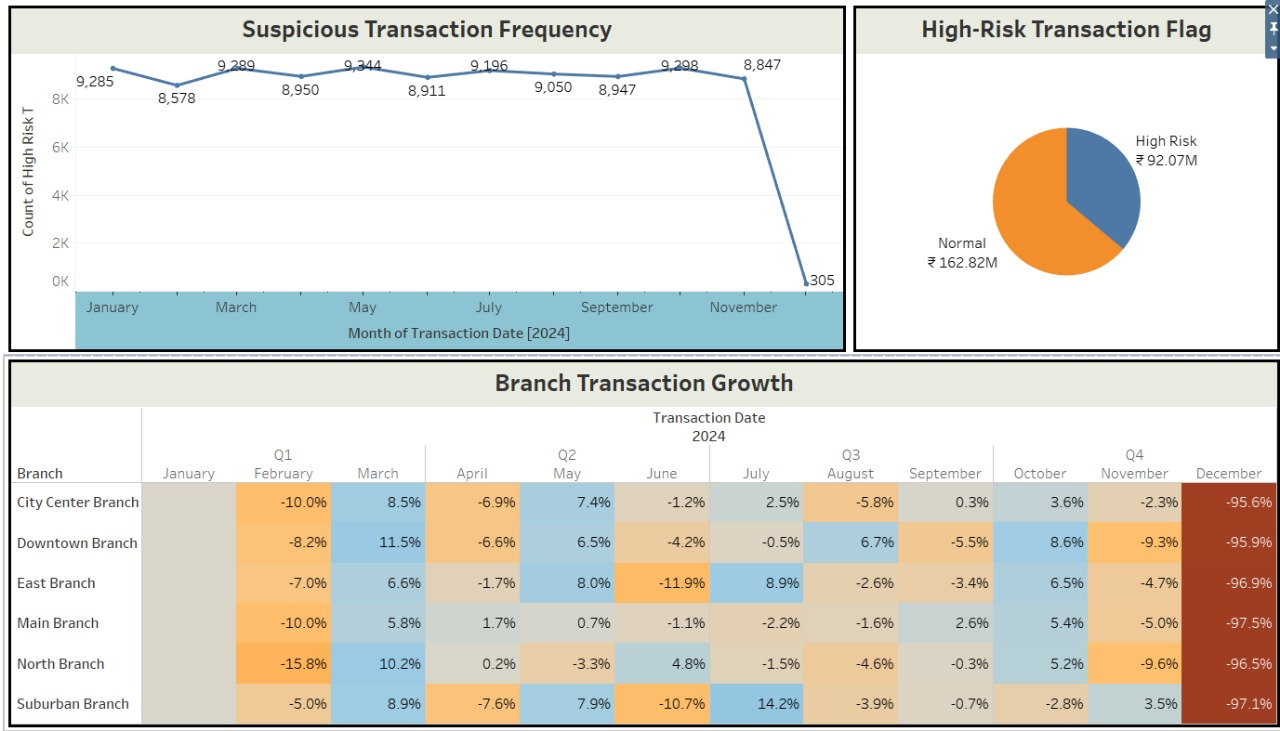 Suspicious Transaction Frequency
Count of High Risk T
8K
6K
4K
2K
0K
9,285
8,578
9,289
8,950
9,344
8,911
9,196
9,050
8,947
9,298
8,847
305
January March May July September November
Month of Transaction Date [2024]
High-Risk Transaction Flag
High Risk
₹ 92.07M
Normal
₹ 162.82M
Branch Transaction Growth
Transaction Date
2024
Q1 Q2 Q3 Q4
Branch January February March April May June July August September October November December
City Center Branch -10.0% 8.5% -6.9% 7.4% -1.2% 2.5% -5.8% 0.3% 3.6% -2.3% -95.6%
Downtown Branch -8.2% 11.5% -6.6% 6.5% -4.2% -0.5% 6.7% -5.5% 8.6% -9.3% -95.9%
East Branch -7.0% 6.6% -1.7% 8.0% -11.9% 8.9% -2.6% -3.4% 6.5% -4.7% -96.9%
Main Branch -10.0% 5.8% 1.7% 0.7% -1.1% -2.2% -1.6% 2.6% 5.4% -5.0% -97.5%
North Branch -15.8% 10.2% 0.2% -3.3% 4.8% -1.5% -4.6% -0.3% 5.2% -9.6% -96.5%
Suburban Branch -5.0% 8.9% -7.6% 7.9% -10.7% 14.2% -3.9% -0.7% -2.8% 3.5% -97.1%